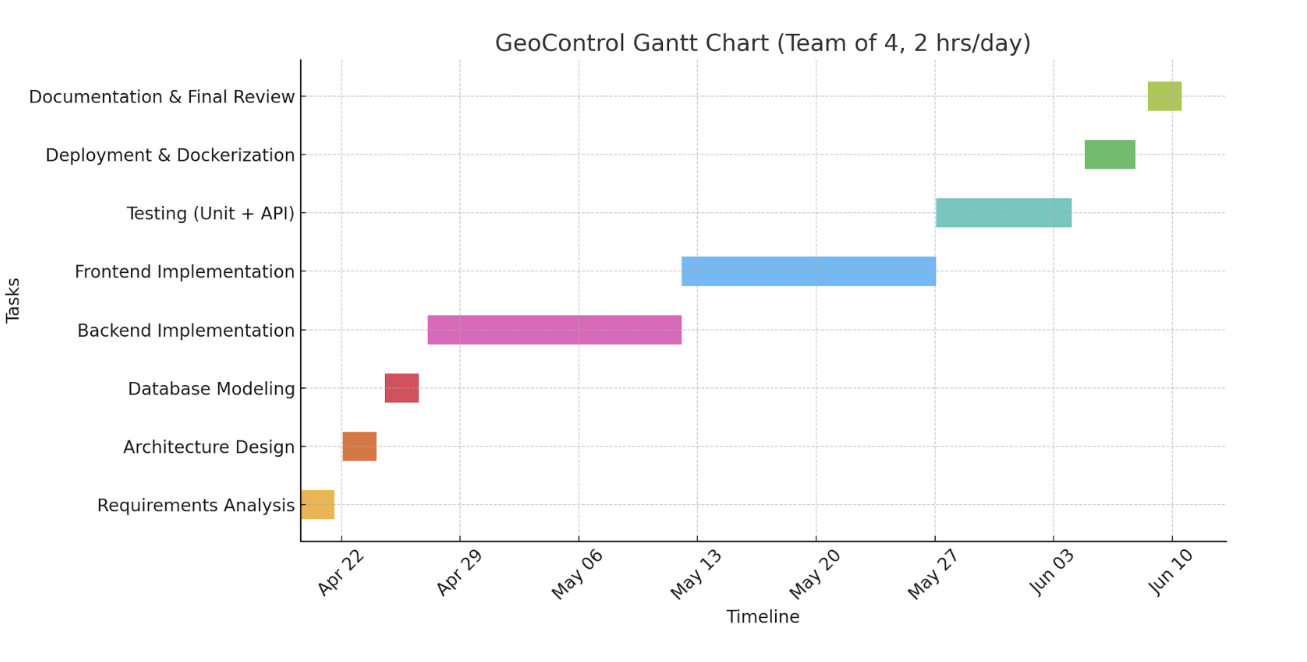 GeoControl Gantt Chart (Team of 4, 2 hrs/day)
Documentation & Final Review
Deployment & Dockerization
Testing (Unit + API)
Frontend Implementation
Backend Implementation
Database Modeling
Architecture Design
Requirements Analysis
Tasks
Apr 22
Apr 29
May 06
May 13
May 20
May 27
Jun 03
Jun 10
Timeline